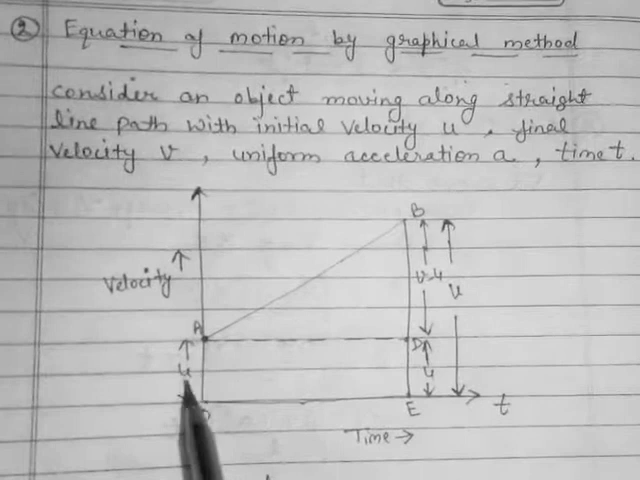 2 Equation of motion by graphical method
consider an object moving along straight
line path with initial velocity u, final
velocity v, uniform acceleration a, time t.
B
Velocity
v-u
v
A
D
u
u
E
t
Time →